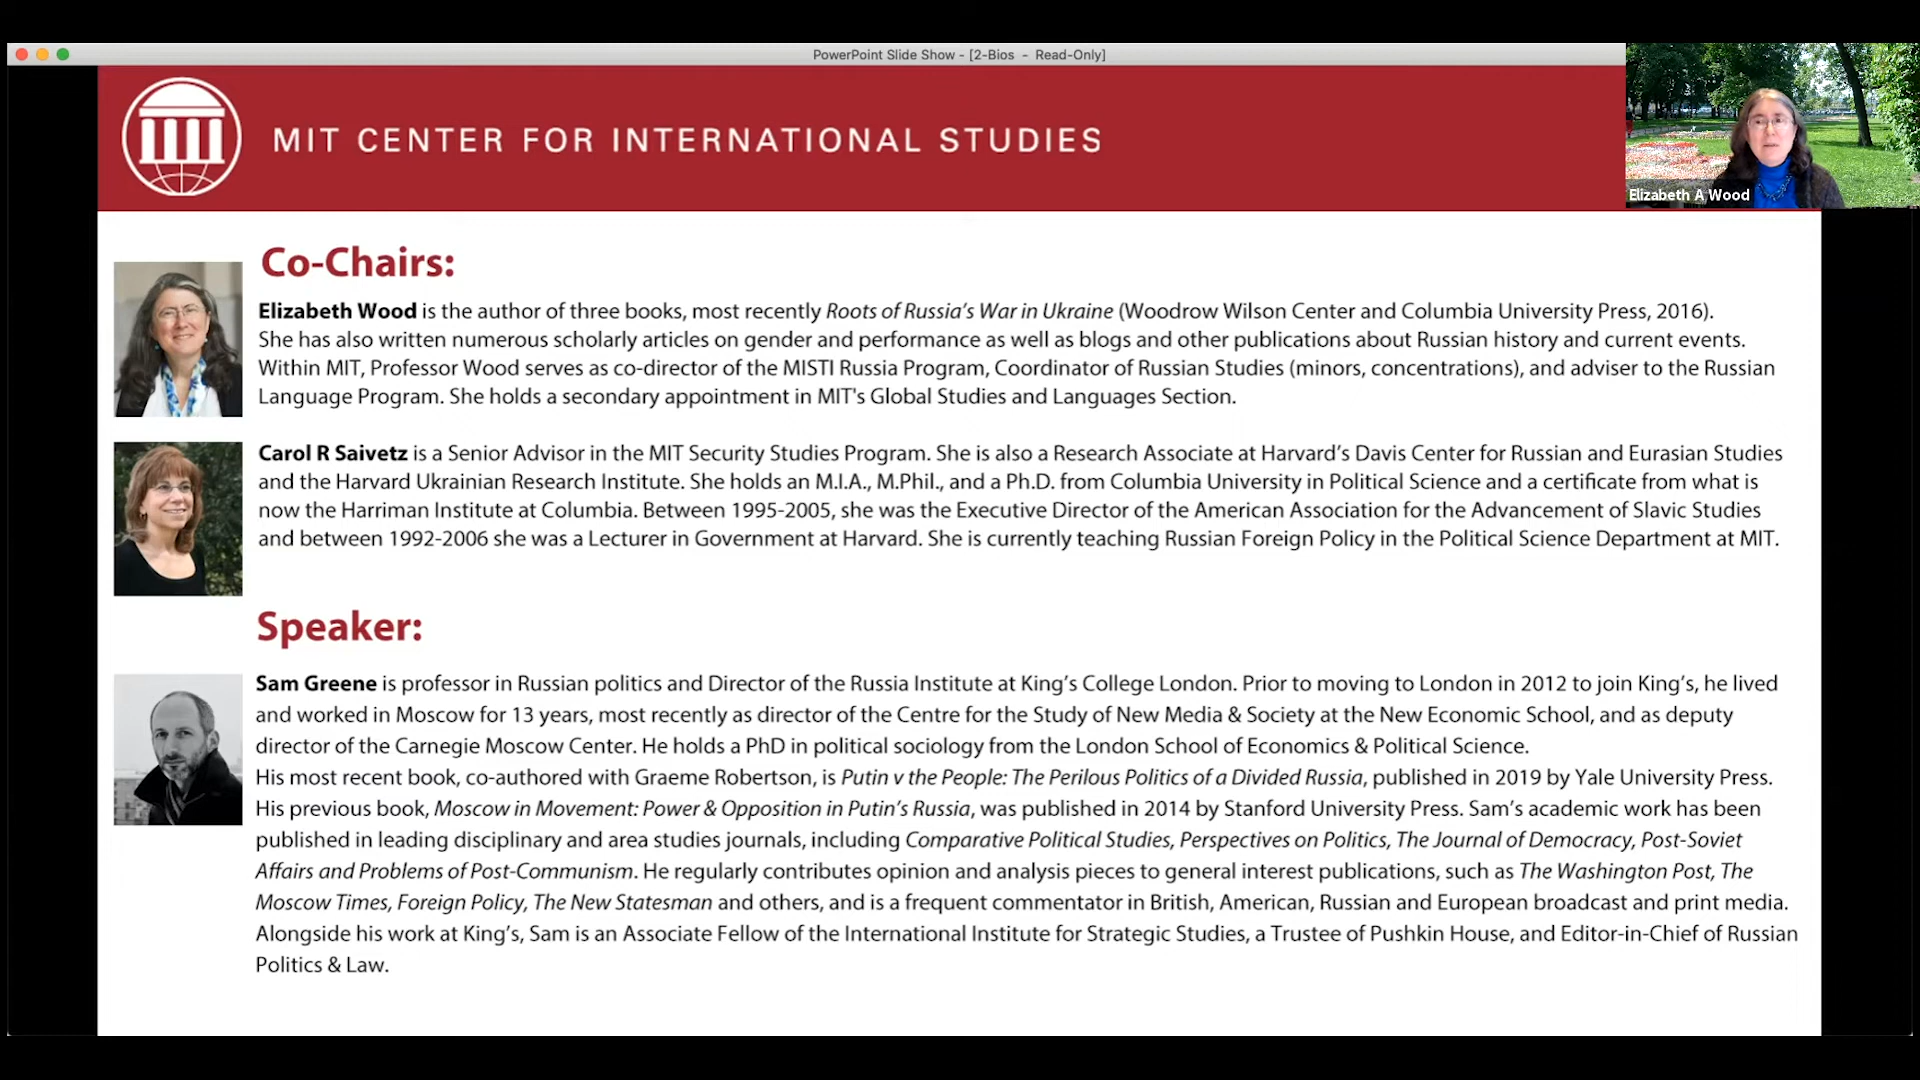 PowerPoint Slide Show - [2-Bios - Read-Only]
MIT CENTER FOR INTERNATIONAL STUDIES
Elizabeth A Wood
Co-Chairs:
Elizabeth Wood is the author of three books, most recently Roots of Russia's War in Ukraine (Woodrow Wilson Center and Columbia University Press, 2016).
She has also written numerous scholarly articles on gender and performance as well as blogs and other publications about Russian history and current events.
Within MIT, Professor Wood serves as co-director of the MISTI Russia Program, Coordinator of Russian Studies (minors, concentrations), and adviser to the Russian
Language Program. She holds a secondary appointment in MIT's Global Studies and Languages Section.
Carol R Saivetz is a Senior Advisor in the MIT Security Studies Program. She is also a Research Associate at Harvard's Davis Center for Russian and Eurasian Studies
and the Harvard Ukrainian Research Institute. She holds an M.I.A., M.Phil., and a Ph.D. from Columbia University in Political Science and a certificate from what is
now the Harriman Institute at Columbia. Between 1995-2005, she was the Executive Director of the American Association for the Advancement of Slavic Studies
and between 1992-2006 she was a Lecturer in Government at Harvard. She is currently teaching Russian Foreign Policy in the Political Science Department at MIT.
Speaker:
Sam Greene is professor in Russian politics and Director of the Russia Institute at King's College London. Prior to moving to London in 2012 to join King's, he lived
and worked in Moscow for 13 years, most recently as director of the Centre for the Study of New Media & Society at the New Economic School, and as deputy
director of the Carnegie Moscow Center. He holds a PhD in political sociology from the London School of Economics & Political Science.
His most recent book, co-authored with Graeme Robertson, is Putin v the People: The Perilous Politics of a Divided Russia, published in 2019 by Yale University Press.
His previous book, Moscow in Movement: Power & Opposition in Putin's Russia, was published in 2014 by Stanford University Press. Sam's academic work has been
published in leading disciplinary and area studies journals, including Comparative Political Studies, Perspectives on Politics, The Journal of Democracy, Post-Soviet
Affairs and Problems of Post-Communism. He regularly contributes opinion and analysis pieces to general interest publications, such as The Washington Post, The
Moscow Times, Foreign Policy, The New Statesman and others, and is a frequent commentator in British, American, Russian and European broadcast and print media.
Alongside his work at King's, Sam is an Associate Fellow of the International Institute for Strategic Studies, a Trustee of Pushkin House, and Editor-in-Chief of Russian
Politics & Law.